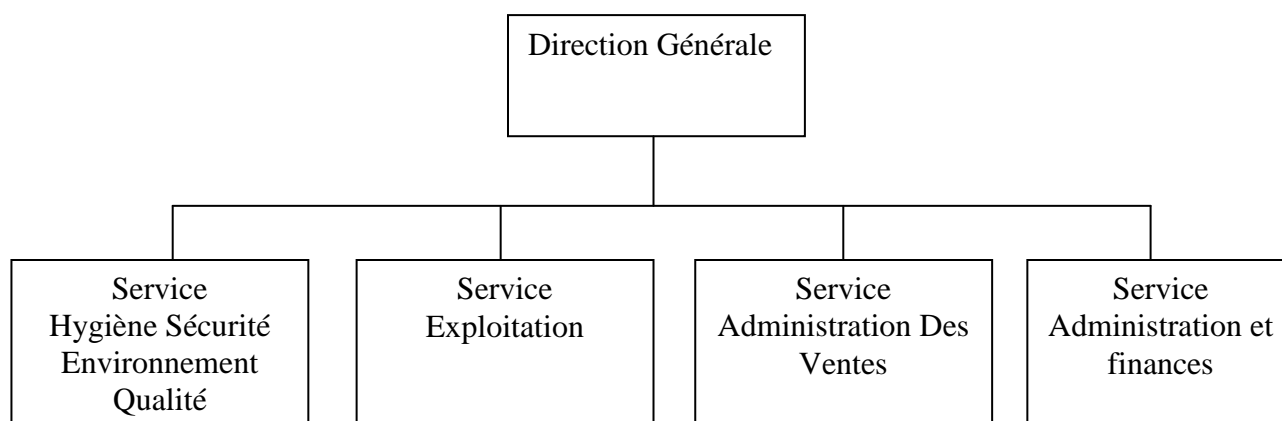 Direction Générale
Service
Hygiène Sécurité
Environnement
Qualité
Service
Exploitation
Service
Administration Des
Ventes
Service
Administration et
finances